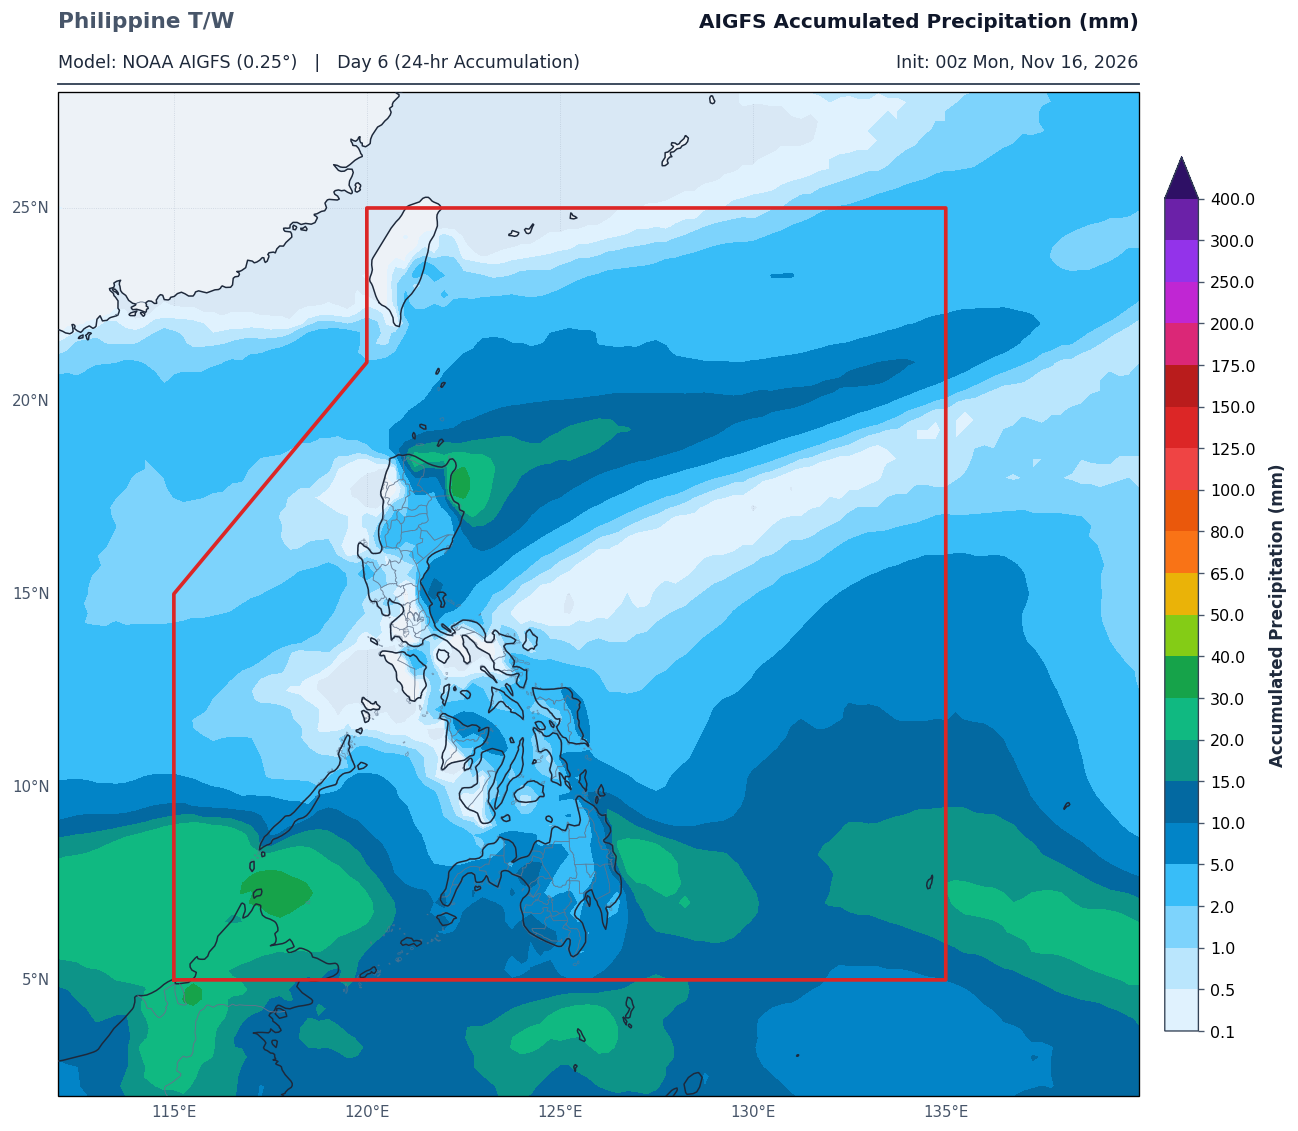 Philippine T/W
AIGFS Accumulated Precipitation (mm)
Model: NOAA AIGFS (0.25°)   |   Day 6 (24-hr Accumulation)
Init: 00z Mon, Nov 16, 2026
25°N
20°N
15°N
10°N
5°N
115°E
120°E
125°E
130°E
135°E
400.0
300.0
250.0
200.0
175.0
150.0
125.0
100.0
80.0
65.0
50.0
40.0
30.0
20.0
15.0
10.0
5.0
2.0
1.0
0.5
0.1
Accumulated Precipitation (mm)